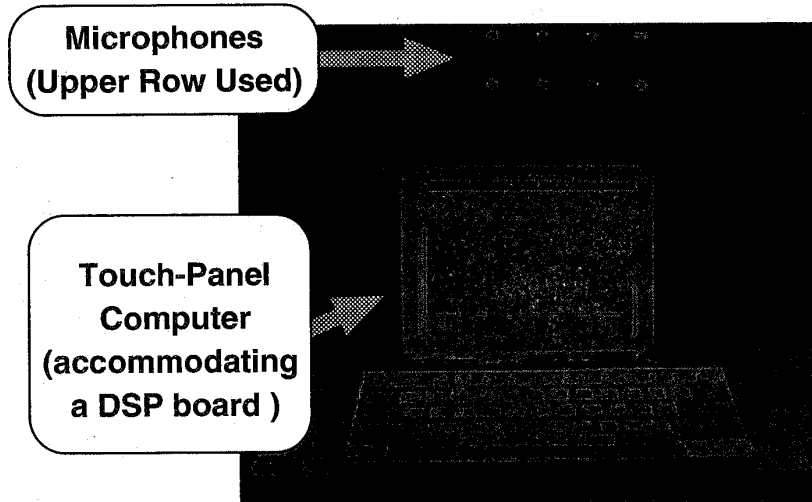 Microphones
(Upper Row Used)
Touch-Panel
Computer
(accommodating
a DSP board )